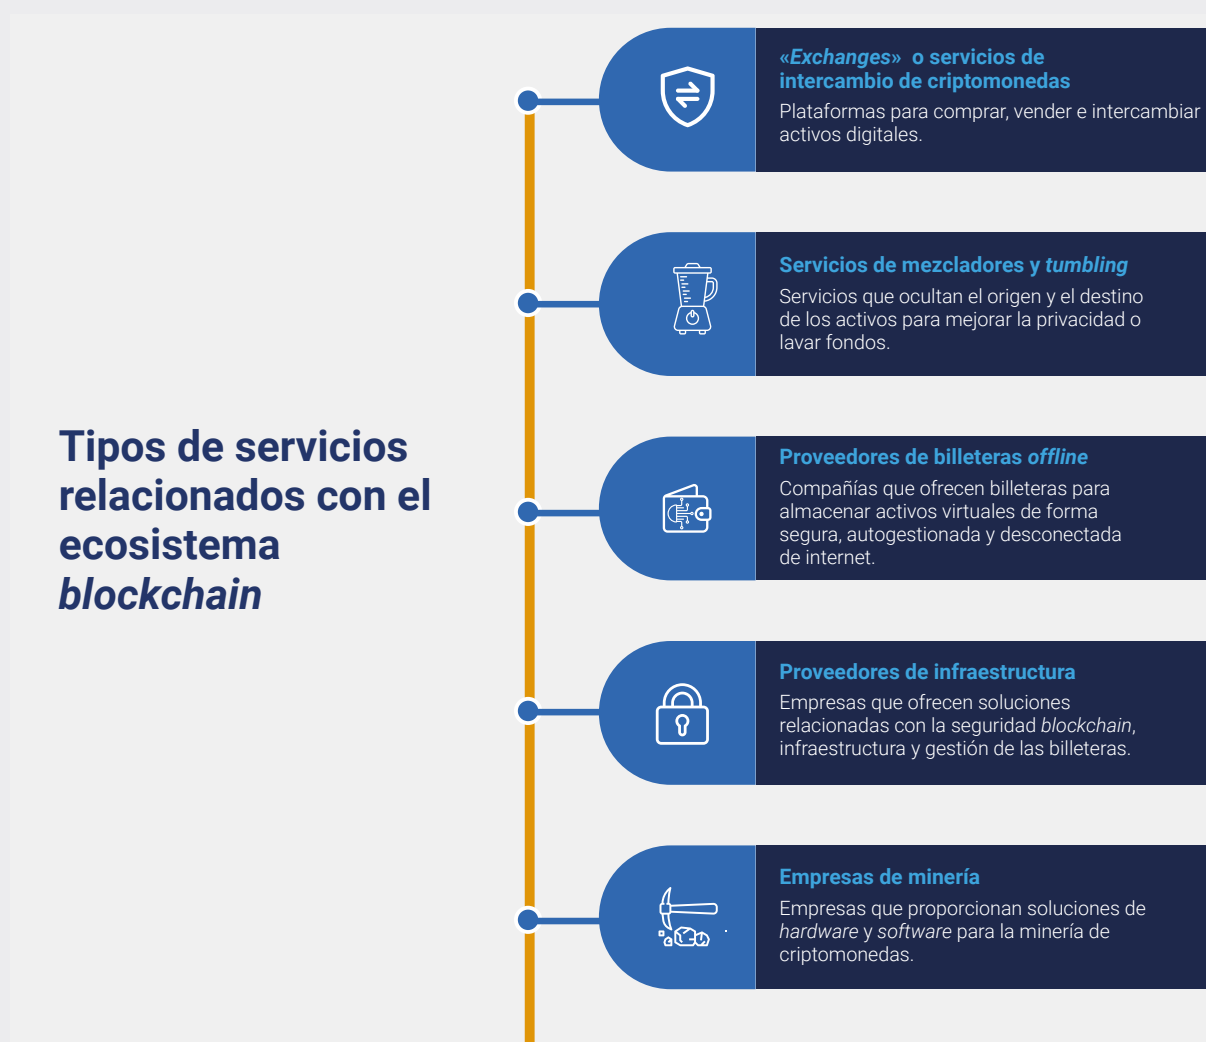 Tipos de servicios
relacionados con el
ecosistema
blockchain
«Exchanges» o servicios de
intercambio de criptomonedas
Plataformas para comprar, vender e intercambiar
activos digitales.
Servicios de mezcladores y tumbling
Servicios que ocultan el origen y el destino
de los activos para mejorar la privacidad o
lavar fondos.
Proveedores de billeteras offline
Compañías que ofrecen billeteras para
almacenar activos virtuales de forma
segura, autogestionada y desconectada
de internet.
Proveedores de infraestructura
Empresas que ofrecen soluciones
relacionadas con la seguridad blockchain,
infraestructura y gestión de las billeteras.
Empresas de minería
Empresas que proporcionan soluciones de
hardware y software para la minería de
criptomonedas.